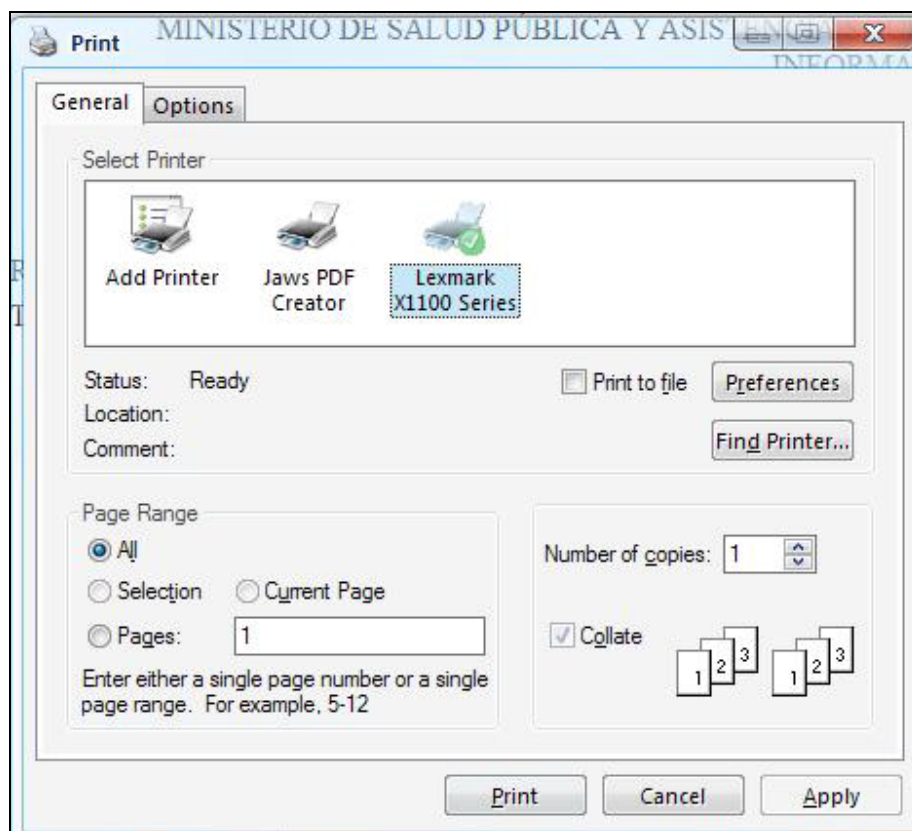 Print
MINISTERIO DE SALUD PÚBLICA Y ASISTENCIA
INFORMA
General
Options
Select Printer
Add Printer
Jaws PDF
Creator
Lexmark
X1100 Series
R
T
Status: Ready
Print to file
Preferences
Location:
Comment:
Find Printer...
Page Range
All
Number of copies: 1
Selection
Current Page
Pages: 1
Collate
1 2 3 1 2 3
Enter either a single page number or a single
page range. For example, 5-12
Print
Cancel
Apply